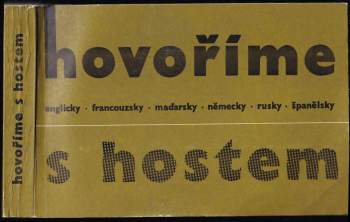 hovoříme s hostem
hovoříme
anglicky · francouzsky · maďarsky · německy · rusky · španělsky
s hostem